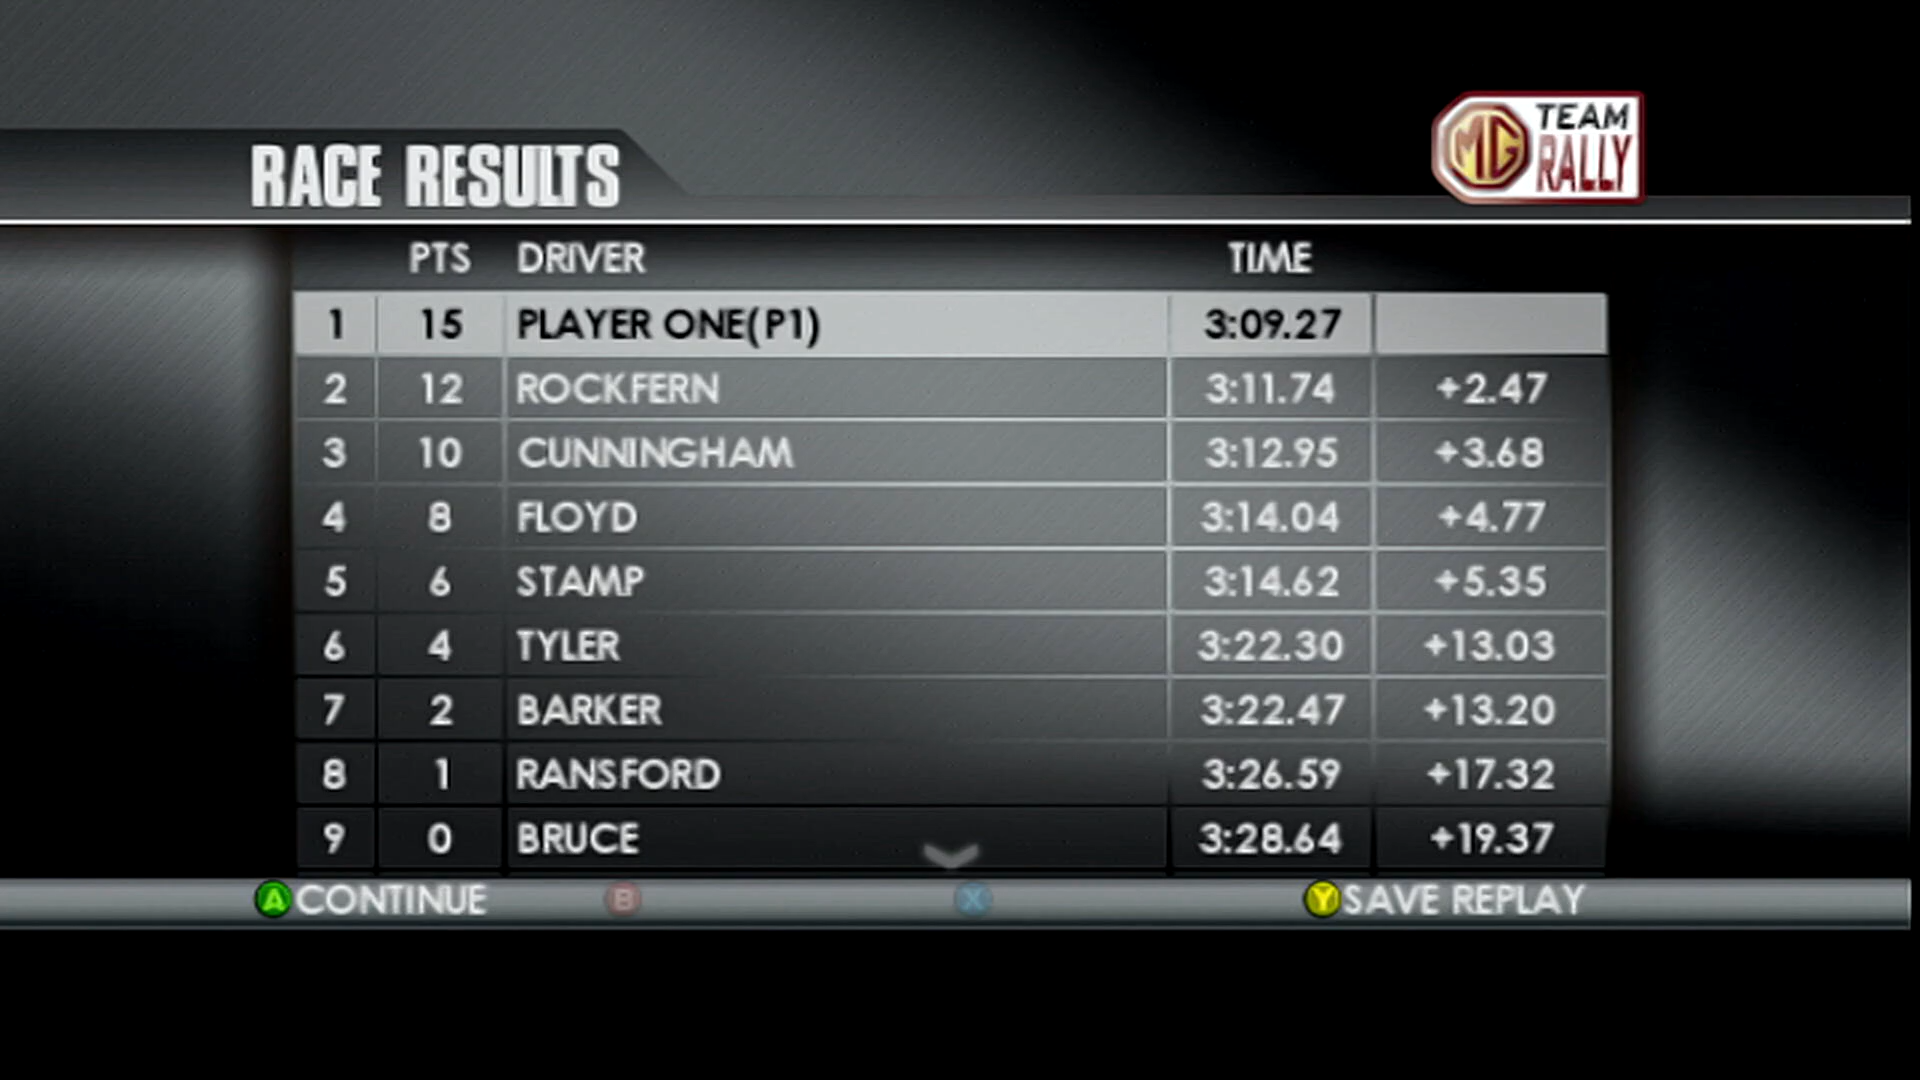 MG TEAM RALLY
RACE RESULTS
PTS DRIVER TIME
1 15 PLAYER ONE(P1) 3:09.27
2 12 ROCKFERN 3:11.74 +2.47
3 10 CUNNINGHAM 3:12.95 +3.68
4 8 FLOYD 3:14.04 +4.77
5 6 STAMP 3:14.62 +5.35
6 4 TYLER 3:22.30 +13.03
7 2 BARKER 3:22.47 +13.20
8 1 RANSFORD 3:26.59 +17.32
9 0 BRUCE 3:28.64 +19.37
A CONTINUE B X Y SAVE REPLAY